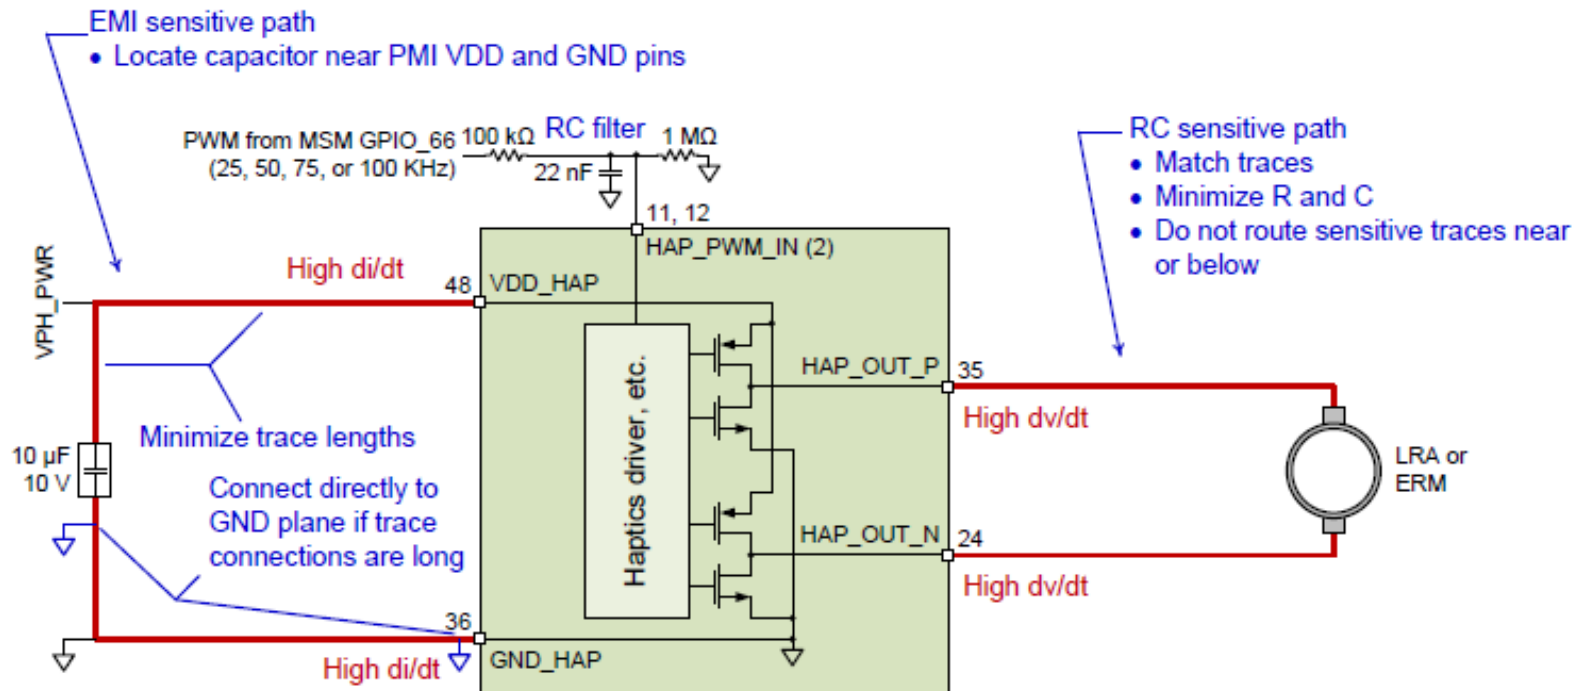 EMI sensitive path
• Locate capacitor near PMI VDD and GND pins
PWM from MSM GPIO_66
(25, 50, 75, or 100 KHz)
100 kΩ
RC filter
1 MΩ
22 nF
RC sensitive path
• Match traces
• Minimize R and C
• Do not route sensitive traces near
or below
11, 12
HAP_PWM_IN (2)
VPH_PWR
High di/dt
48
VDD_HAP
HAP_OUT_P
35
High dv/dt
Minimize trace lengths
10 µF
10 V
Connect directly to
GND plane if trace
connections are long
Haptics driver, etc.
LRA or
ERM
HAP_OUT_N
24
High dv/dt
36
High di/dt
GND_HAP